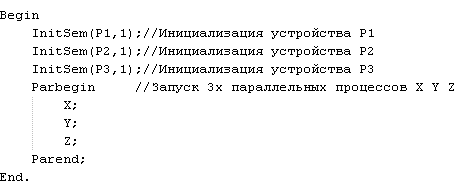 Begin
InitSem(P1,1);//Инициализация устройства P1
InitSem(P2,1);//Инициализация устройства P2
InitSem(P3,1);//Инициализация устройства P3
Parbegin //Запуск 3х параллельных процессов X Y Z
X;
Y;
Z;
Parend;
End.